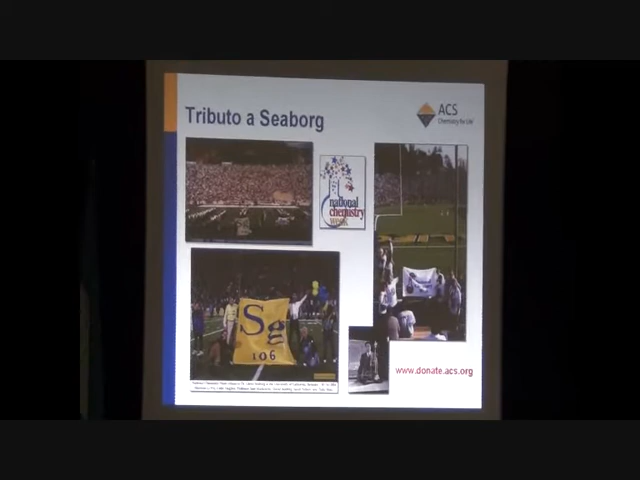 Tributo a Seaborg
ACS
Chemistry for Life
national
chemistry
week
Sg
106
www.donate.acs.org